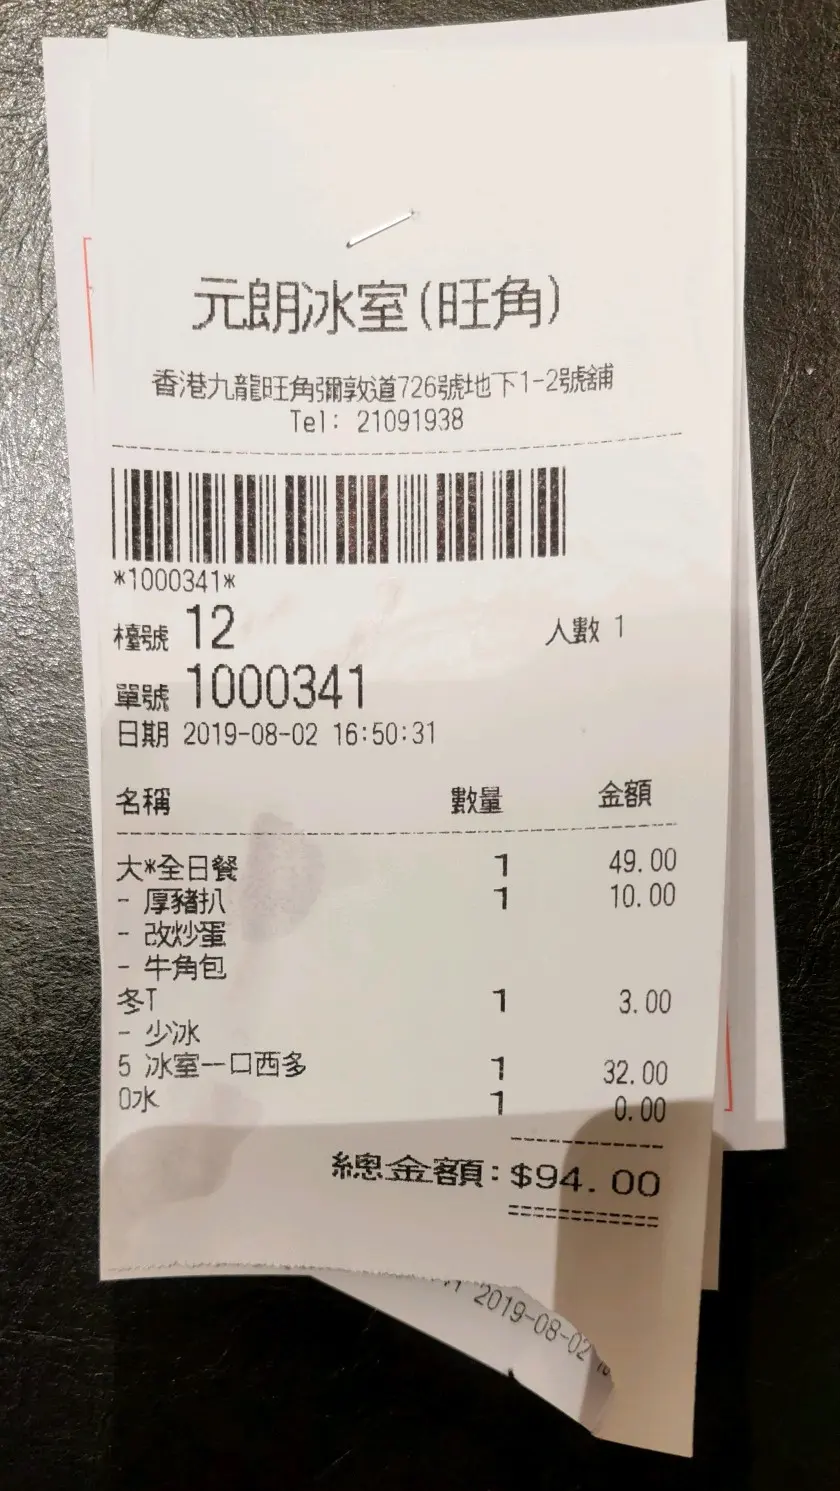 元朗冰室(旺角)
香港九龍旺角彌敦道726號地下1-2號舖
Tel: 21091938
*1000341*
檯號 12 人數 1
單號 1000341
日期 2019-08-02 16:50:31
名稱 數量 金額
大*全日餐 1 49.00
- 厚豬扒 1 10.00
- 改炒蛋
- 牛角包
冬T 1 3.00
- 少冰
5 冰室一口西多 1 32.00
0水 1 0.00
總金額:$94.00
2019-08-02